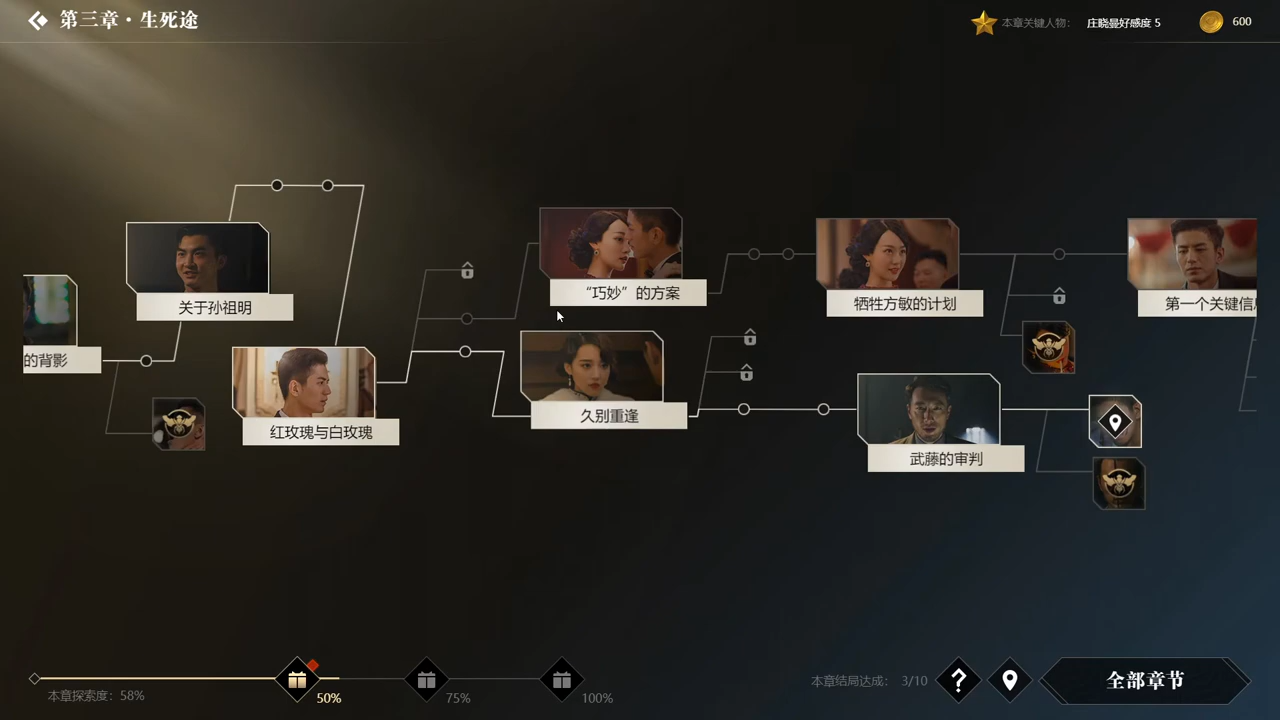 第三章·生死途
本章关键人物：
庄晓曼好感度 5
600
关于孙祖明
的背影
红玫瑰与白玫瑰
“巧妙”的方案
久别重逢
牺牲方敏的计划
武藤的审判
第一个关键信
本章探索度：58%
50%
75%
100%
本章结局达成： 3/10
?
全部章节